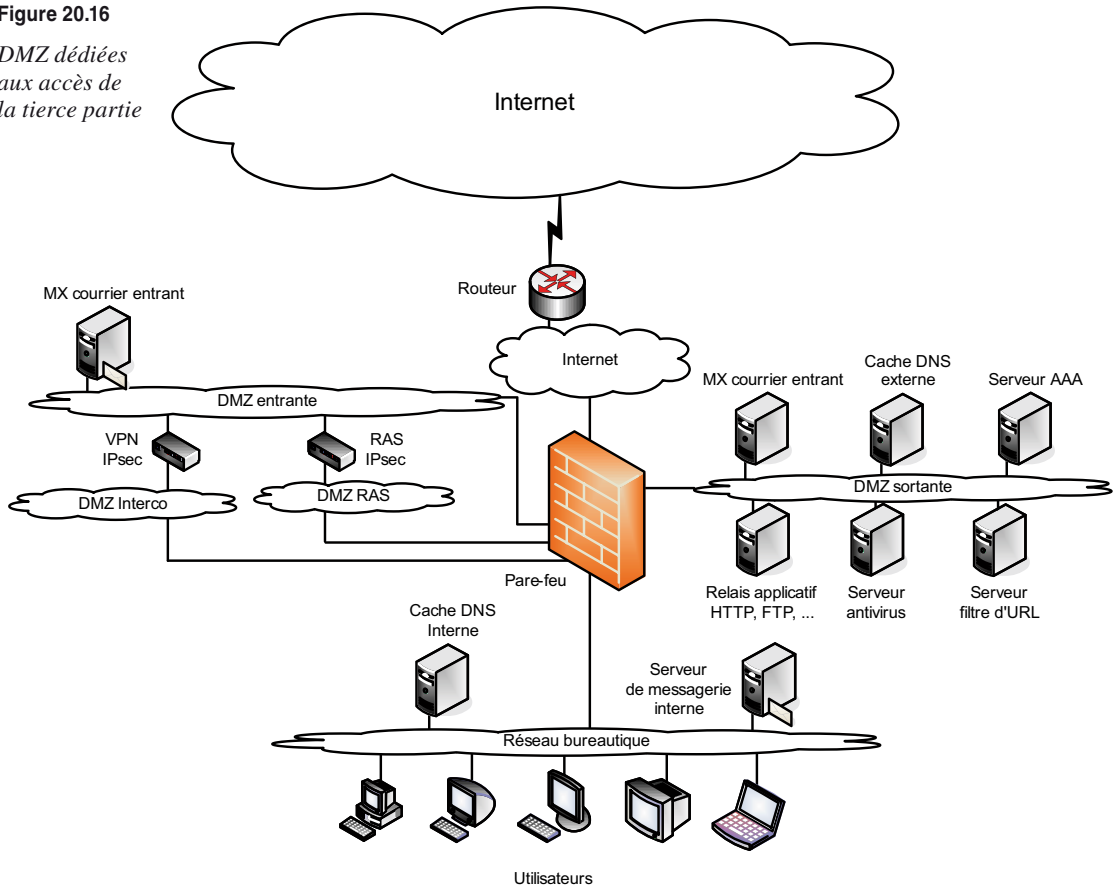 Figure 20.16
DMZ dédiées
aux accès de
la tierce partie
Internet
Routeur
MX courrier entrant
Internet
DMZ entrante
VPN
IPsec
RAS
IPsec
DMZ Interco
DMZ RAS
MX courrier entrant
Cache DNS
externe
Serveur AAA
DMZ sortante
Relais applicatif
HTTP, FTP, ...
Serveur
antivirus
Serveur
filtre d'URL
Pare-feu
Cache DNS
Interne
Serveur
de messagerie
interne
Réseau bureautique
Utilisateurs